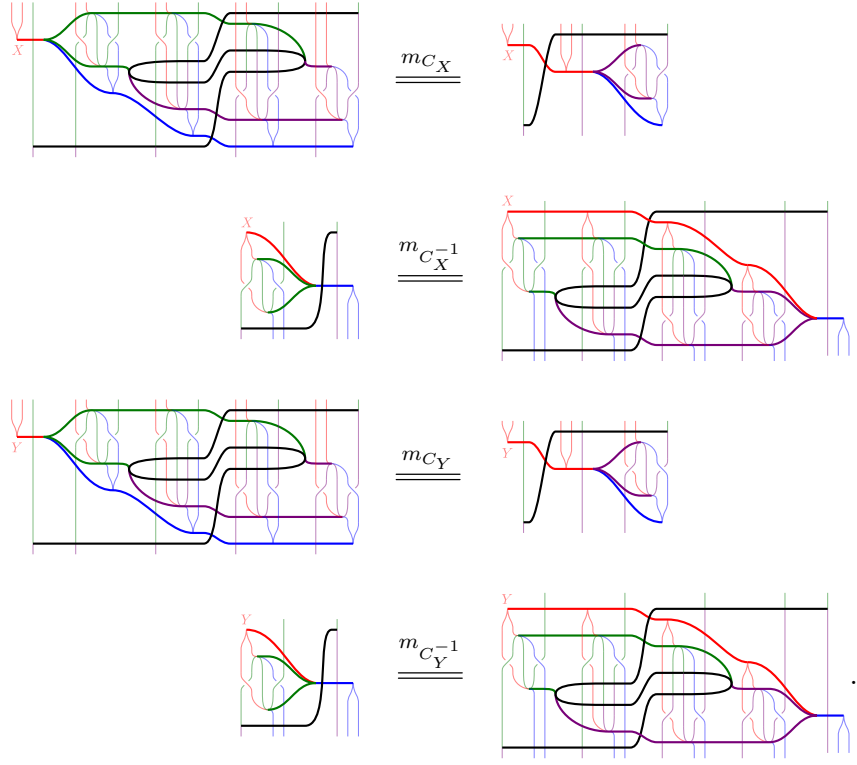 X
m_{C_X}
X
X
m_{C_X^{-1}}
X
Y
m_{C_Y}
Y
Y
m_{C_Y^{-1}}
Y
.